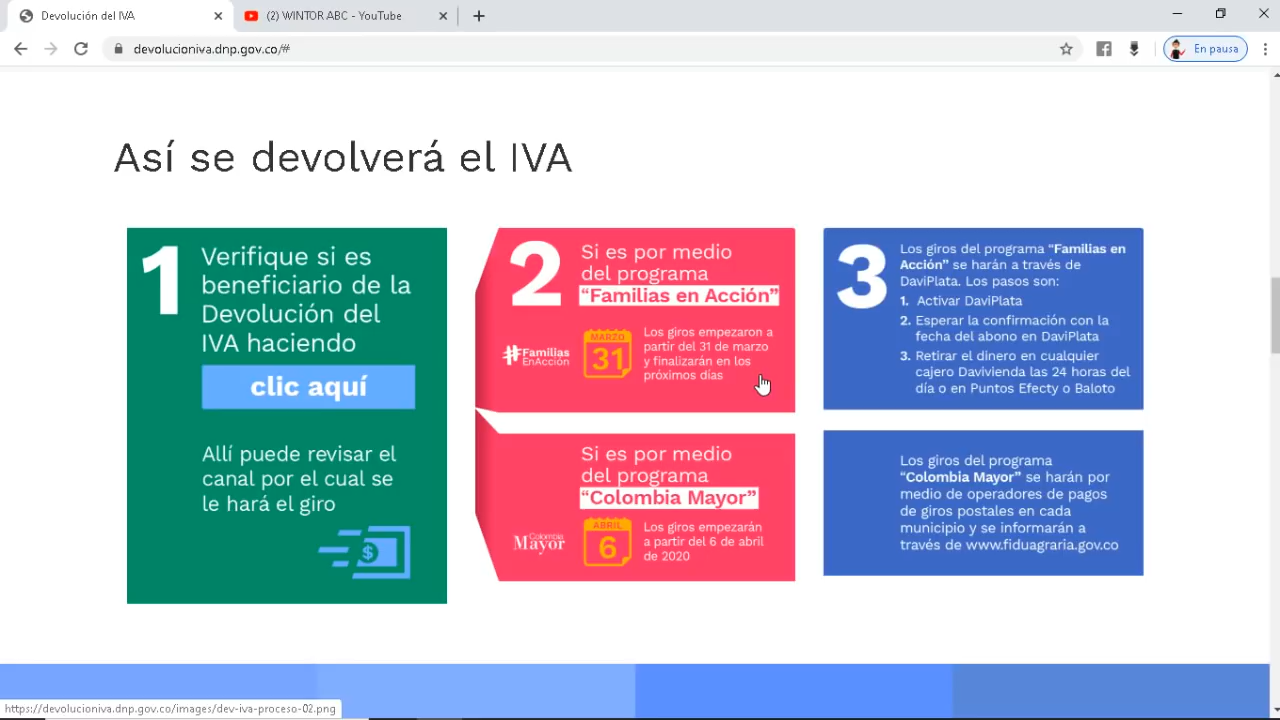 Devolución del IVA
(2) WINTOR ABC - YouTube
devolucioniva.dnp.gov.co/#
En pausa
Así se devolverá el IVA
1
Verifique si es
beneficiario de la
Devolución del
IVA haciendo
clic aquí
Allí puede revisar el
canal por el cual se
le hará el giro
$
2
Si es por medio
del programa
“Familias en Acción”
#Familias
EnAcción
MARZO
31
Los giros empezaron a
partir del 31 de marzo
y finalizarán en los
próximos días
Si es por medio
del programa
“Colombia Mayor”
Colombia
Mayor
ABRIL
6
Los giros empezarán
a partir del 6 de abril
de 2020
3
Los giros del programa “Familias en
Acción” se harán a través de
DaviPlata. Los pasos son:
1. Activar DaviPlata
2. Esperar la confirmación con la
fecha del abono en DaviPlata
3. Retirar el dinero en cualquier
cajero Davivienda las 24 horas del
día o en Puntos Efecty o Baloto
Los giros del programa
“Colombia Mayor” se harán por
medio de operadores de pagos
de giros postales en cada
municipio y se informarán a
través de www.fiduagraria.gov.co
https://devolucioniva.dnp.gov.co/images/dev-iva-proceso-02.png